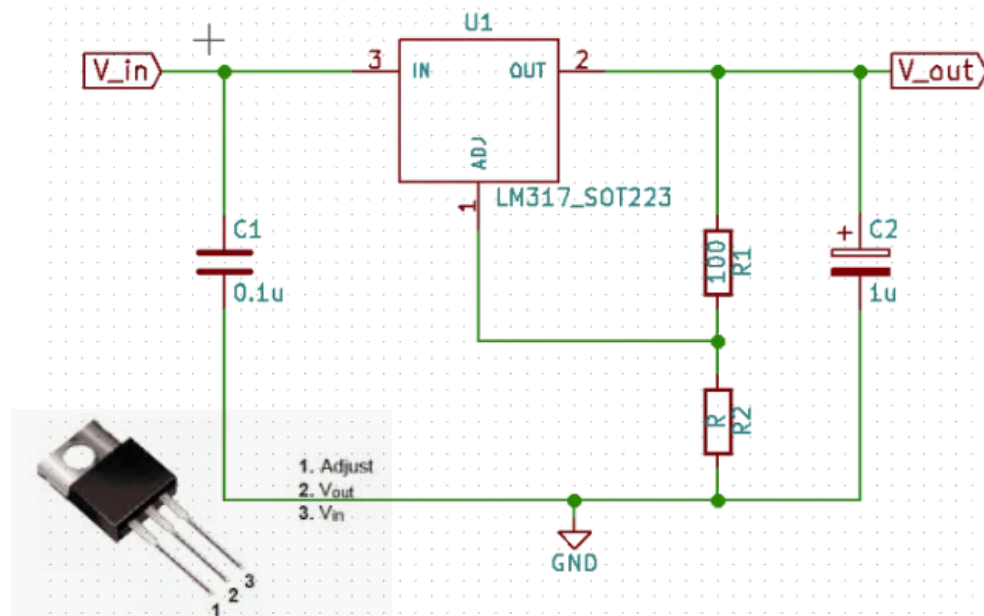 U1
V_in
3
IN
OUT
2
V_out
ADJ
1
LM317_SOT223
C1
0.1u
100
R1
+
C2
1u
R
R2
1. Adjust
2. Vout
3. Vin
GND
3
2
1